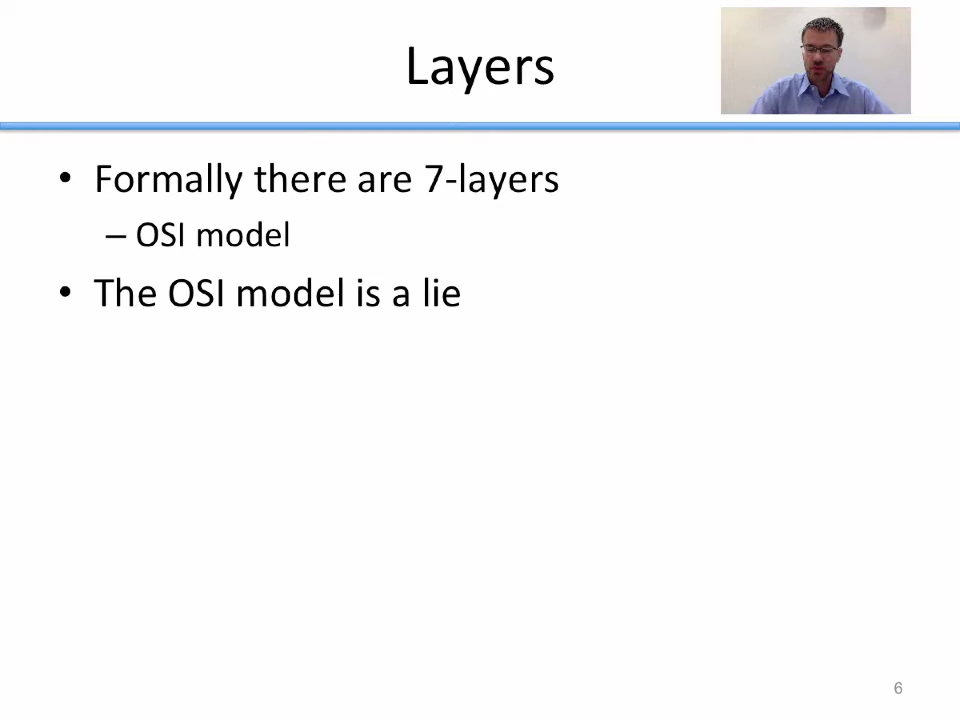 Layers
• Formally there are 7-layers
– OSI model
• The OSI model is a lie
6